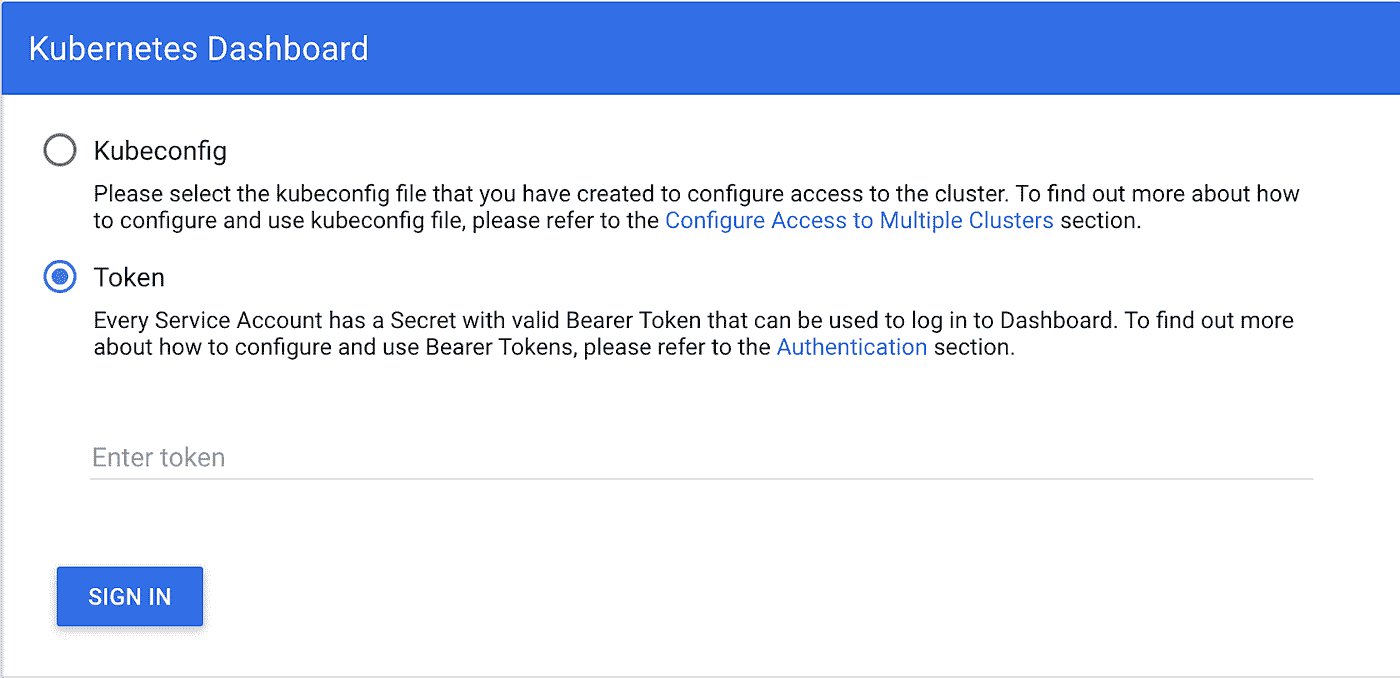 Kubernetes Dashboard
Kubeconfig
Please select the kubeconfig file that you have created to configure access to the cluster. To find out more about how
to configure and use kubeconfig file, please refer to the Configure Access to Multiple Clusters section.
Token
Every Service Account has a Secret with valid Bearer Token that can be used to log in to Dashboard. To find out more
about how to configure and use Bearer Tokens, please refer to the Authentication section.
Enter token
SIGN IN